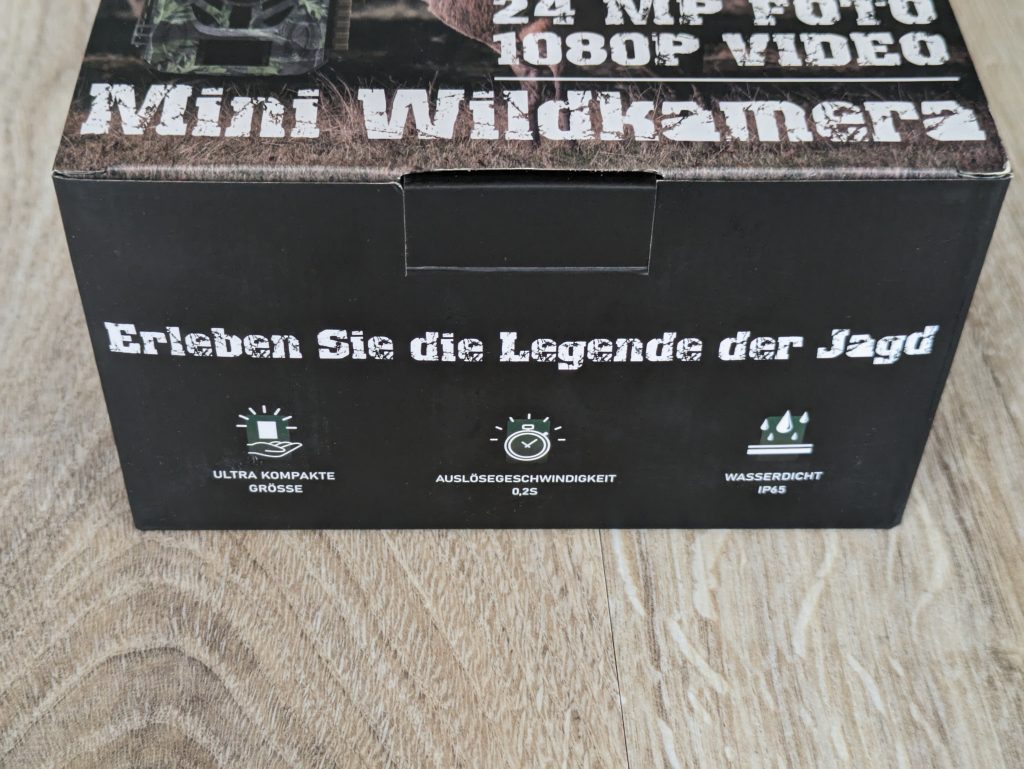 24 MP FOTO
1080P VIDEO
Mini Wildkamera
Erleben Sie die Legende der Jagd
ULTRA KOMPAKTE
GRÖSSE
AUSLÖSEGESCHWINDIGKEIT
0,2S
WASSERDICHT
IP65